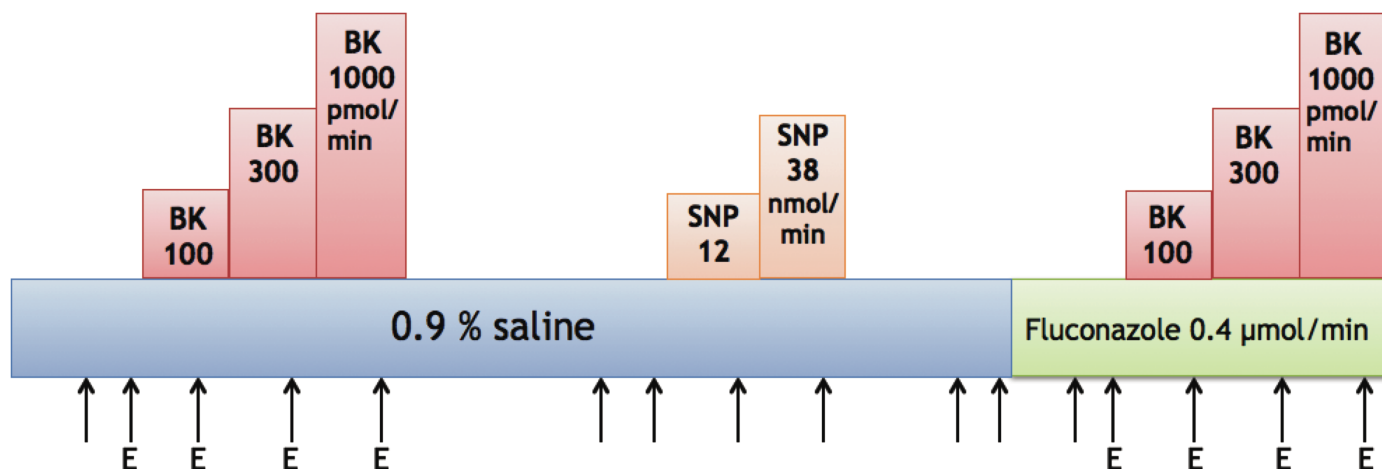 BK
100
BK
300
BK
1000
pmol/
min
SNP
12
SNP
38
nmol/
min
BK
100
BK
300
BK
1000
pmol/
min
0.9 % saline
Fluconazole 0.4 µmol/min
E
E
E
E
E
E
E
E